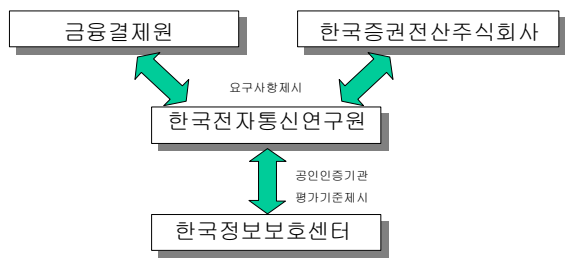 금융결제원
한국증권전산주식회사
요구사항제시
한국전자통신연구원
공인인증기관
평가기준제시
한국정보보호센터